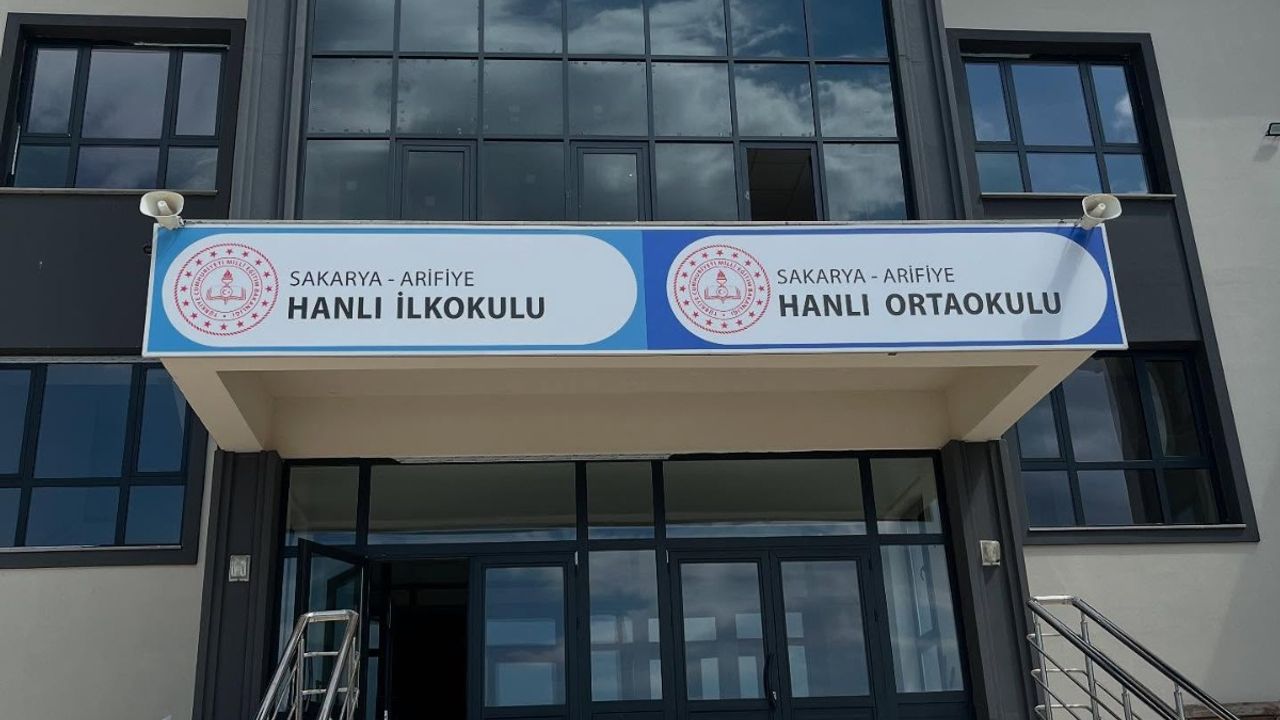 SAKARYA - ARİFİYE
HANLI İLKOKULU
SAKARYA - ARİFİYE
HANLI ORTAOKULU